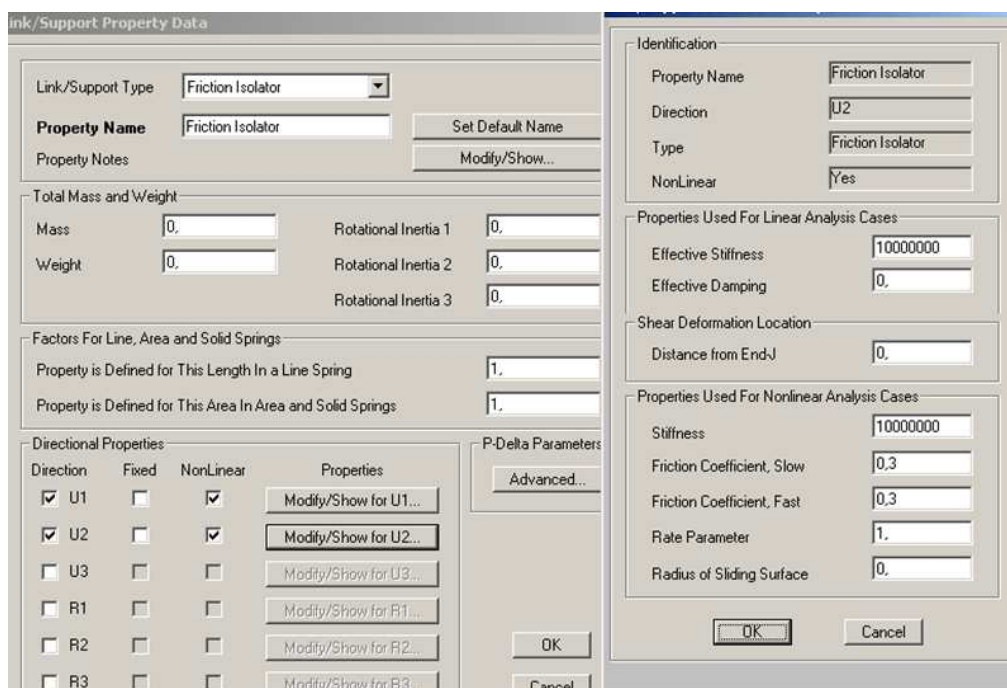 Link/Support Property Data
Link/Support Type Friction Isolator
Property Name Friction Isolator Set Default Name
Property Notes Modify/Show...
Total Mass and Weight
Mass 0, Rotational Inertia 1 0,
Weight 0, Rotational Inertia 2 0,
Rotational Inertia 3 0,
Factors For Line, Area and Solid Springs
Property is Defined for This Length In a Line Spring 1,
Property is Defined for This Area In Area and Solid Springs 1,
Directional Properties P-Delta Parameters
Direction Fixed NonLinear Properties Advanced...
U1 Modify/Show for U1...
U2 Modify/Show for U2...
U3 Modify/Show for U3...
R1 Modify/Show for R1...
R2 Modify/Show for R2... OK
R3 Modify/Show for R3... Cancel
Identification
Property Name Friction Isolator
Direction U2
Type Friction Isolator
NonLinear Yes
Properties Used For Linear Analysis Cases
Effective Stiffness 10000000
Effective Damping 0,
Shear Deformation Location
Distance from End-J 0,
Properties Used For Nonlinear Analysis Cases
Stiffness 10000000
Friction Coefficient, Slow 0,3
Friction Coefficient, Fast 0,3
Rate Parameter 1,
Radius of Sliding Surface 0,
OK Cancel